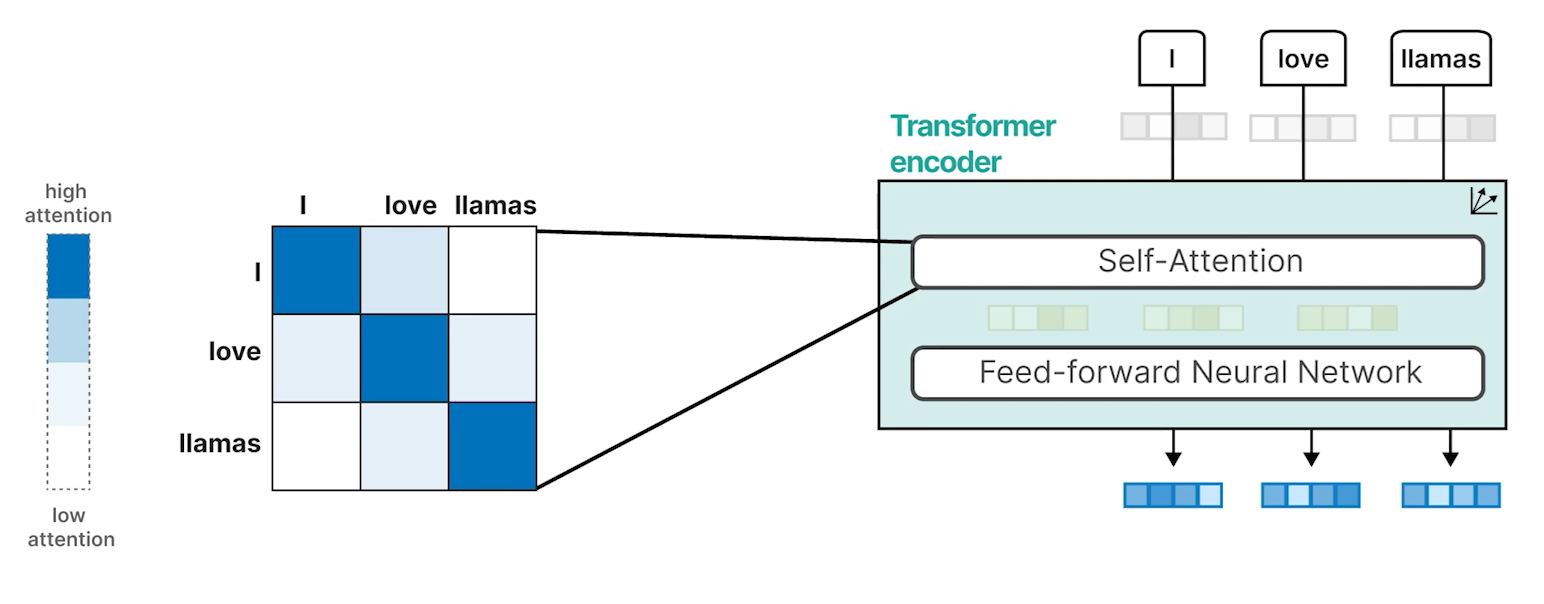 high
attention
low
attention
I love llamas
I
love
llamas
Transformer
encoder
I love llamas
Self-Attention
Feed-forward Neural Network